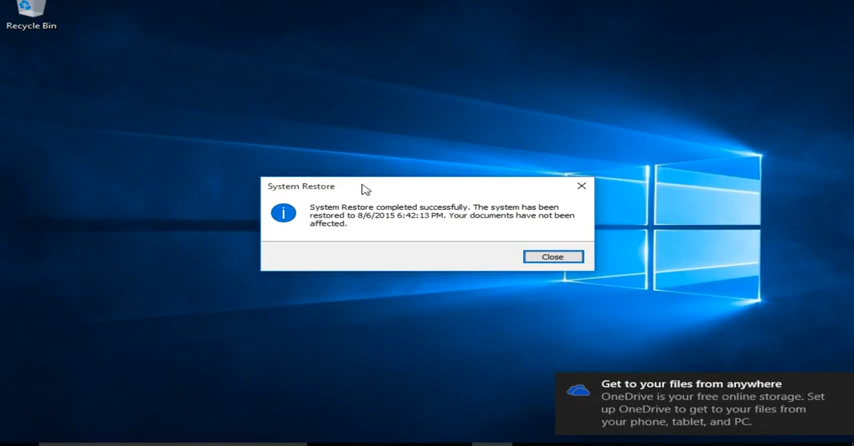 Recycle Bin
System Restore
System Restore completed successfully. The system has been
restored to 8/6/2015 6:42:13 PM. Your documents have not been
affected.
Close
Get to your files from anywhere
OneDrive is your free online storage. Set
up OneDrive to get to your files from
your phone, tablet, and PC.